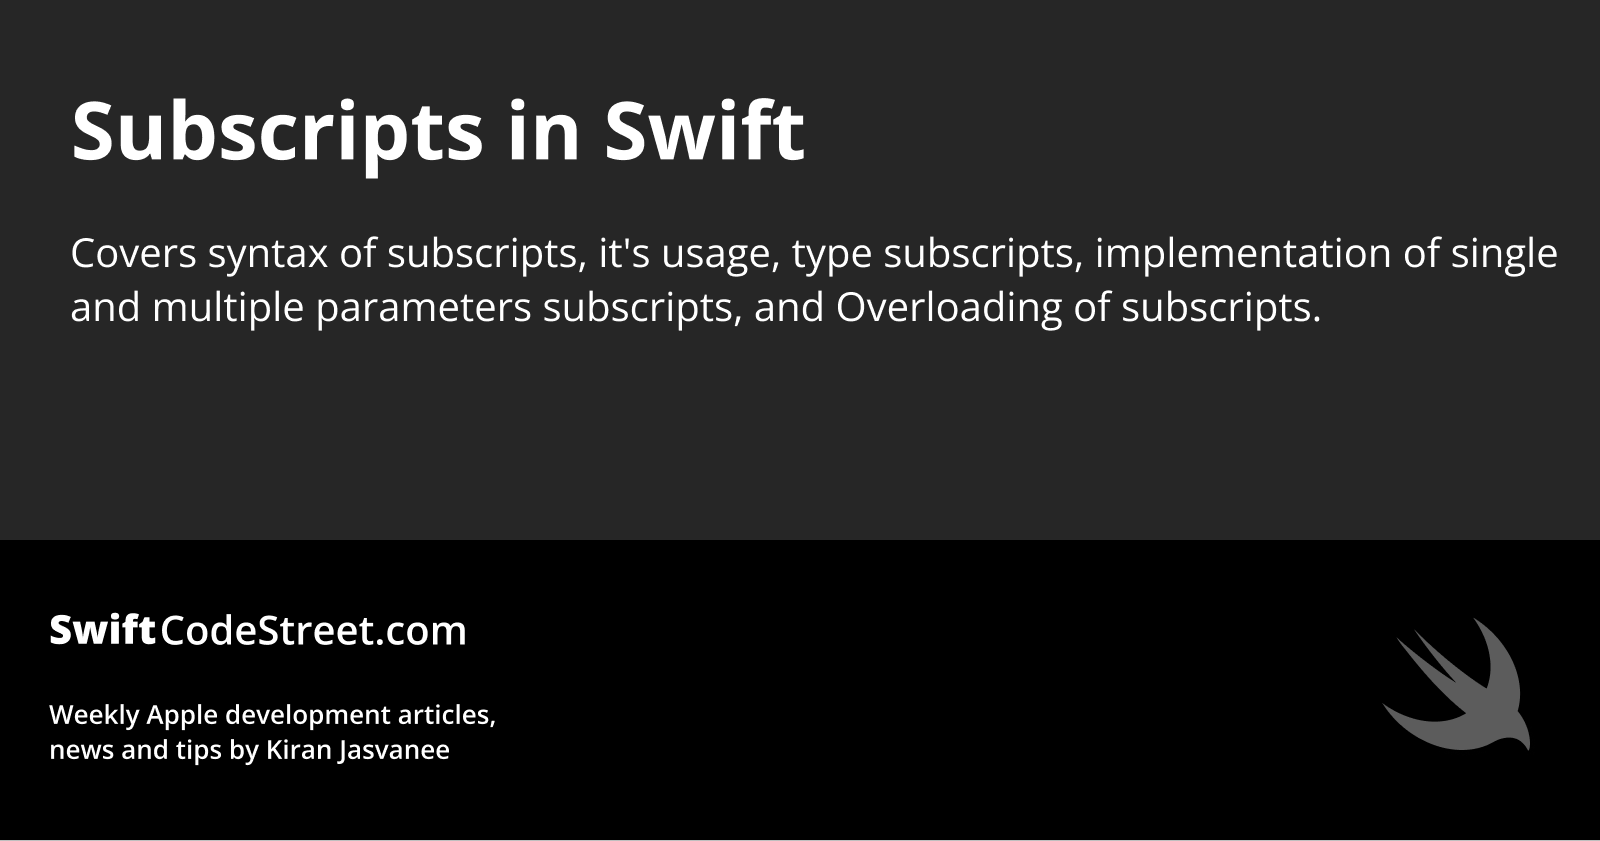 Subscripts in Swift
Covers syntax of subscripts, it's usage, type subscripts, implementation of single
and multiple parameters subscripts, and Overloading of subscripts.
SwiftCodeStreet.com
Weekly Apple development articles,
news and tips by Kiran Jasvanee